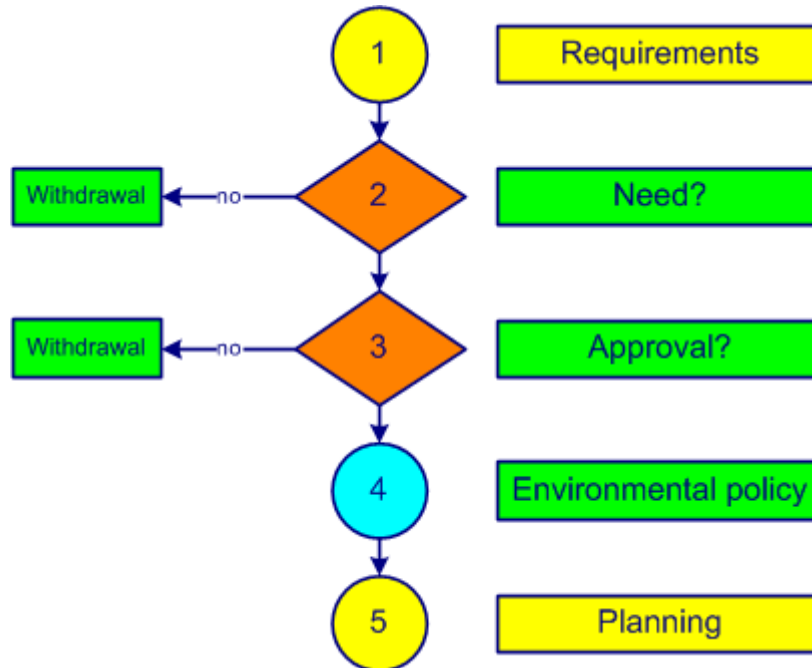 1
Requirements
Withdrawal
no
2
Need?
Withdrawal
no
3
Approval?
4
Environmental policy
5
Planning